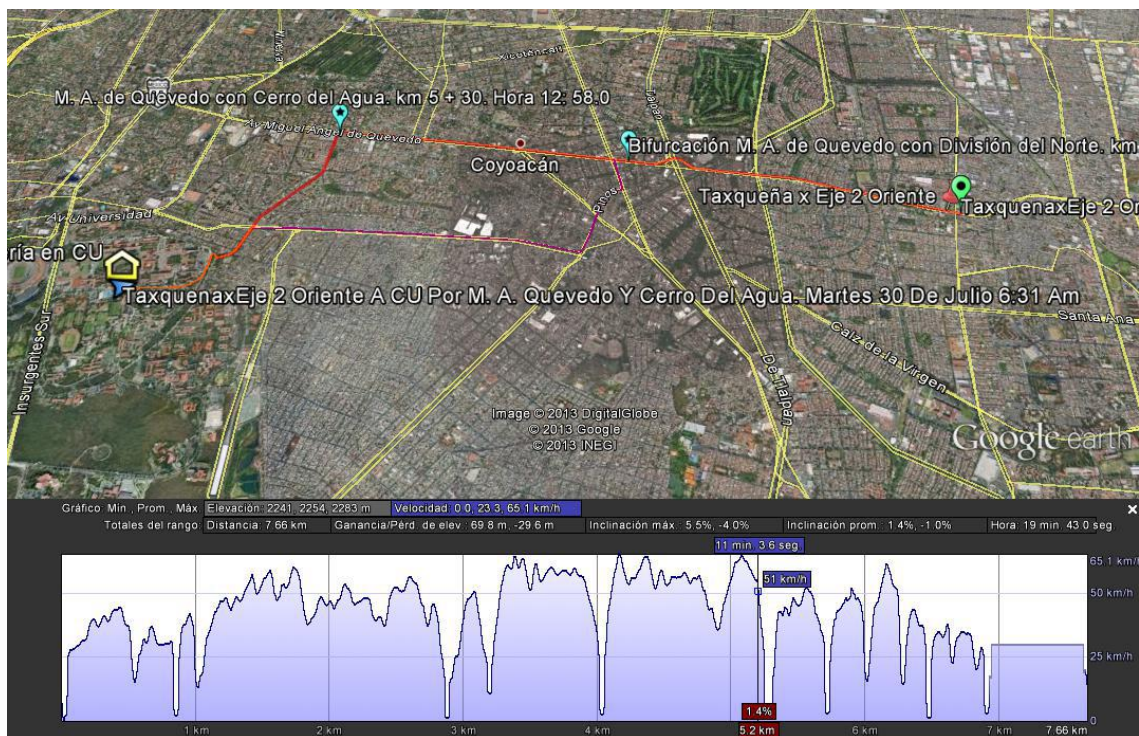 Xicoténcatl
Tlalpan
M. A. de Quevedo con Cerro del Agua. km 5 + 30. Hora 12: 58.0
Av Miguel Angel de Quevedo
Bifurcación M. A. de Quevedo con División del Norte. km
Coyoacán
Taxqueña x Eje 2 Oriente
TaxquenaxEje 2 Or
Pinos
Av Universidad
ría en CU
TaxquenaxEje 2 Oriente A CU Por M. A. Quevedo Y Cerro Del Agua. Martes 30 De Julio 6:31 Am
Santa Ana
Calz de la Virgen
Insurgentes Sur
De Tlalpan
Image © 2013 DigitalGlobe
© 2013 Google
© 2013 INEGI
Google earth
Gráfico: Mín., Prom., Máx Elevación: 2241, 2254, 2283 m Velocidad: 0.0, 23.3, 65.1 km/h
Totales del rango: Distancia: 7.66 km Ganancia/Pérd. de elev.: 69.8 m, -29.6 m Inclinación máx.: 5.5%, -4.0% Inclinación prom.: 1.4%, -1.0% Hora: 19 min. 43.0 seg.
11 min. 3.6 seg.
65.1 km/h
51 km/h
50 km/h
25 km/h
1.4%
0
1 km 2 km 3 km 4 km 5.2 km 6 km 7 km 7.66 km